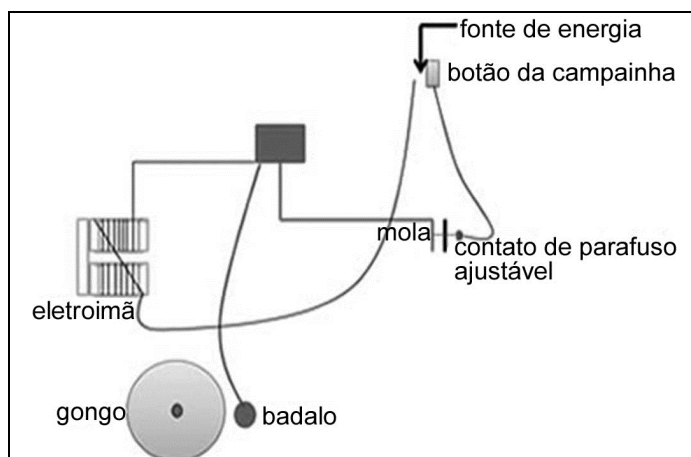 fonte de energia
botão da campainha
mola
contato de parafuso
ajustável
eletroimã
gongo
badalo